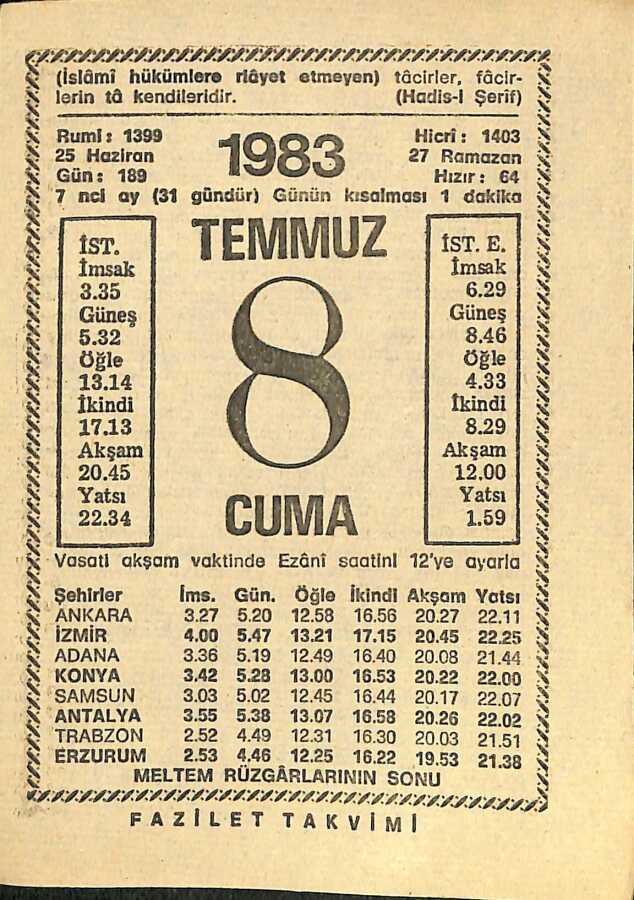 (İslâmî hükümlere riâyet etmeyen) tâcirler, fâcir-
lerin tâ kendileridir. (Hadis-i Şerîf)
Rumî: 1399 1983 Hicrî: 1403
25 Haziran 27 Ramazan
Gün: 189 Hızır: 64
7 nci ay (31 gündür) Günün kısalması 1 dakika
TEMMUZ
8
CUMA
İST.
İmsak
3.35
Güneş
5.32
Öğle
13.14
İkindi
17.13
Akşam
20.45
Yatsı
22.34
İST. E.
İmsak
6.29
Güneş
8.46
Öğle
4.33
İkindi
8.29
Akşam
12.00
Yatsı
1.59
Vasati akşam vaktinde Ezânî saatini 12'ye ayarla
Şehirler İms. Gün. Öğle İkindi Akşam Yatsı
ANKARA 3.27 5.20 12.58 16.56 20.27 22.11
İZMİR 4.00 5.47 13.21 17.15 20.45 22.25
ADANA 3.36 5.19 12.49 16.40 20.08 21.44
KONYA 3.42 5.28 13.00 16.53 20.22 22.00
SAMSUN 3.03 5.02 12.45 16.44 20.17 22.07
ANTALYA 3.55 5.38 13.07 16.58 20.26 22.02
TRABZON 2.52 4.49 12.31 16.30 20.03 21.51
ERZURUM 2.53 4.46 12.25 16.22 19.53 21.38
MELTEM RÜZGÂRLARININ SONU
FAZİLET TAKVİMİ